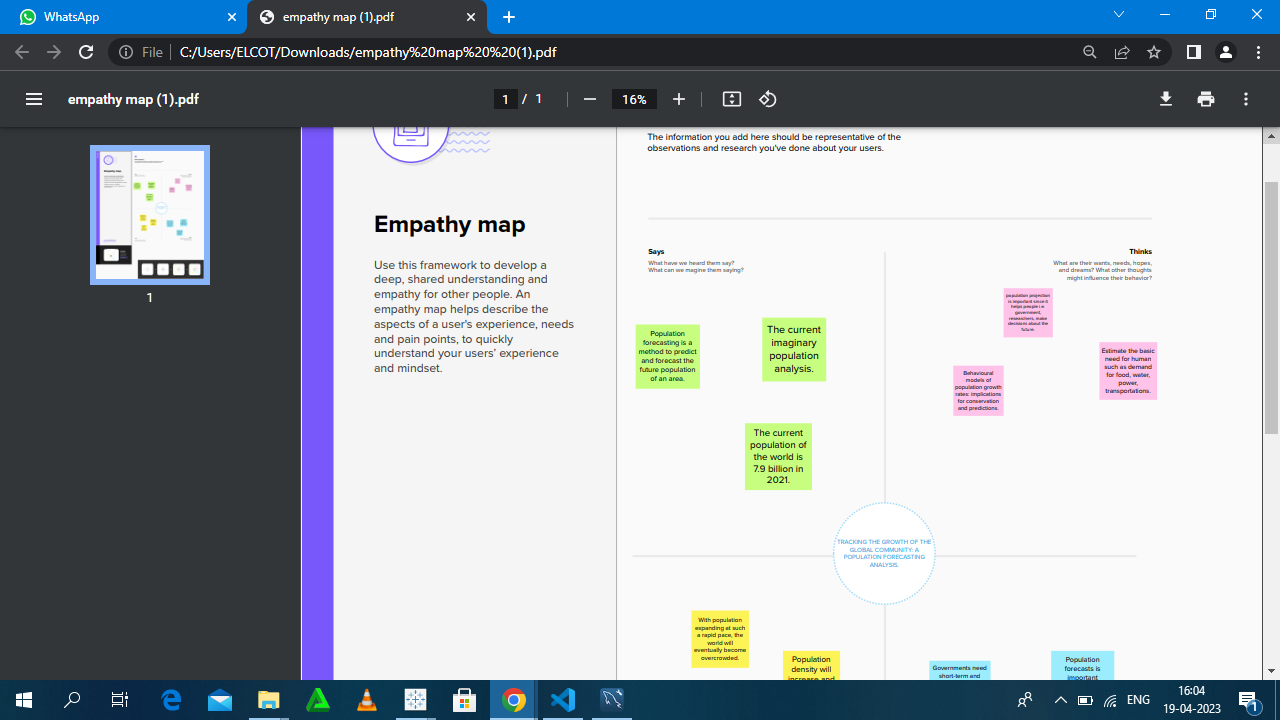 WhatsApp
empathy map (1).pdf
File
C:/Users/ELCOT/Downloads/empathy%20map%20%20(1).pdf
empathy map (1).pdf
1 / 1
16%
1
The information you add here should be representative of the
observations and research you've done about your users.
Empathy map
Use this framework to develop a
deep, shared understanding and
empathy for other people. An
empathy map helps describe the
aspects of a user's experience, needs
and pain points, to quickly
understand your users' experience
and mindset.
Says
What have we heard them say?
What can we magine them saying?
Thinks
What are their wants, needs, hopes,
and dreams? What other thoughts
might influence their behavior?
Population
forecasting is a
method to predict
and forecast the
future population
of an area.
The current
imaginary
population
analysis.
The current
population of
the world is
7.9 billion in
2021.
population projection
is important since it
helps people i.e
government,
researchers, make
decisions about the
future.
Behavioural
models of
population growth
rates: implications
for conservation
and predictions.
Estimate the basic
need for human
such as demand
for food, water,
power,
transportations.
TRACKING THE GROWTH OF THE
GLOBAL COMMUNITY: A
POPULATION FORECASTING
ANALYSIS.
With population
expanding at such
a rapid pace, the
world will
eventually become
overcrowded.
Population
density will
increase and
Governments need
short-term and
Population
forecasts is
important
ENG
16:04
19-04-2023
1